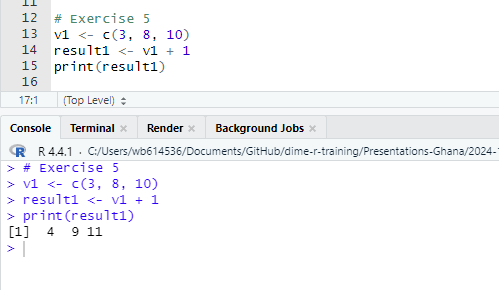 11
12 # Exercise 5
13 v1 <- c(3, 8, 10)
14 result1 <- v1 + 1
15 print(result1)
16
17:1 (Top Level)
Console Terminal Render Background Jobs
R R 4.4.1 · C:/Users/wb614536/Documents/GitHub/dime-r-training/Presentations-Ghana/2024-
> # Exercise 5
> v1 <- c(3, 8, 10)
> result1 <- v1 + 1
> print(result1)
[1]  4  9 11
>